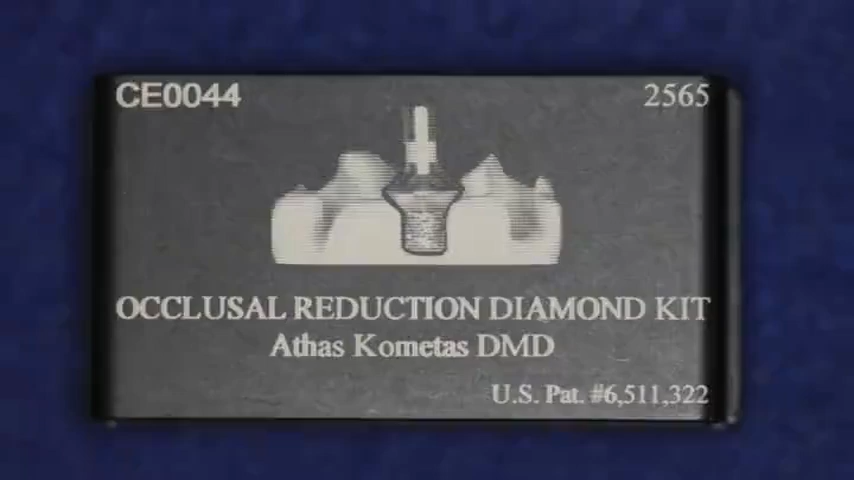 CE0044
2565
OCCLUSAL REDUCTION DIAMOND KIT
Athas Kometas DMD
U.S. Pat. #6,511,322